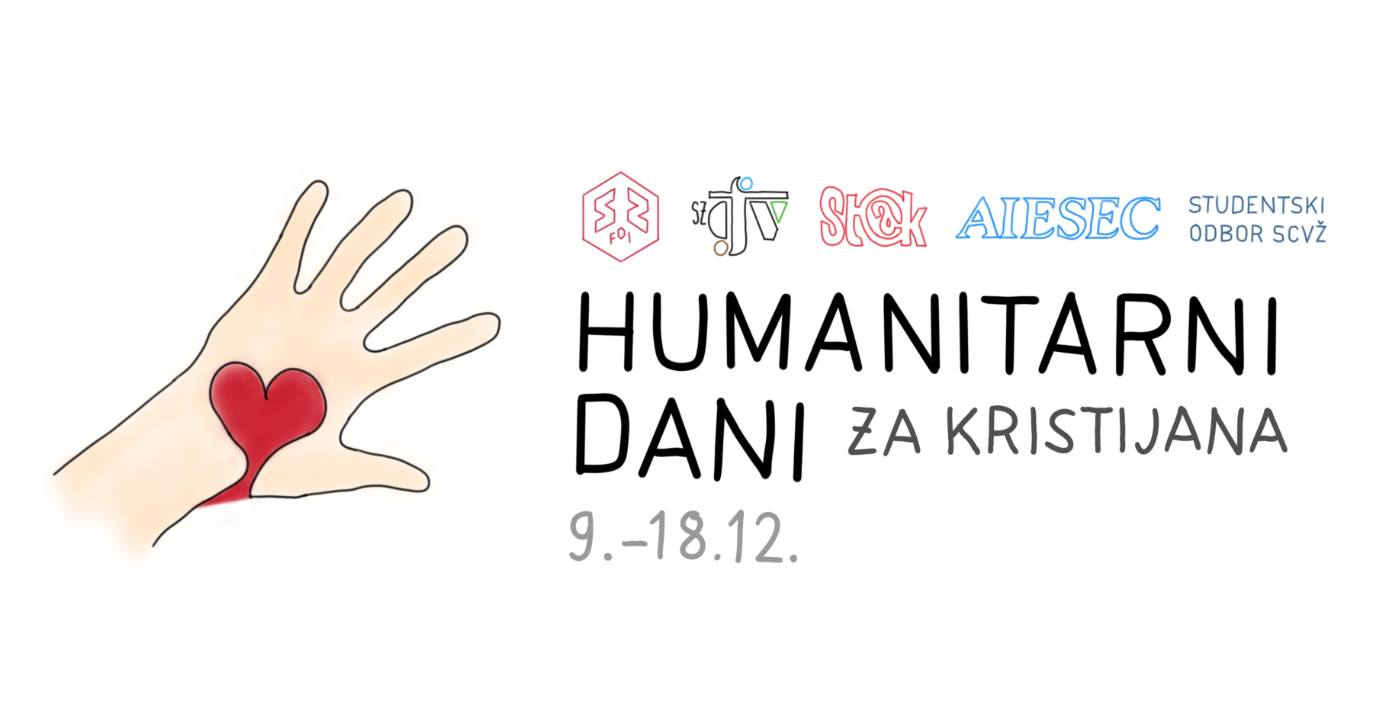 FOI
SZ
St@k
AIESEC
STUDENTSKI
ODBOR SCVŽ
HUMANITARNI
DANI ZA KRISTIJANA
9.-18.12.